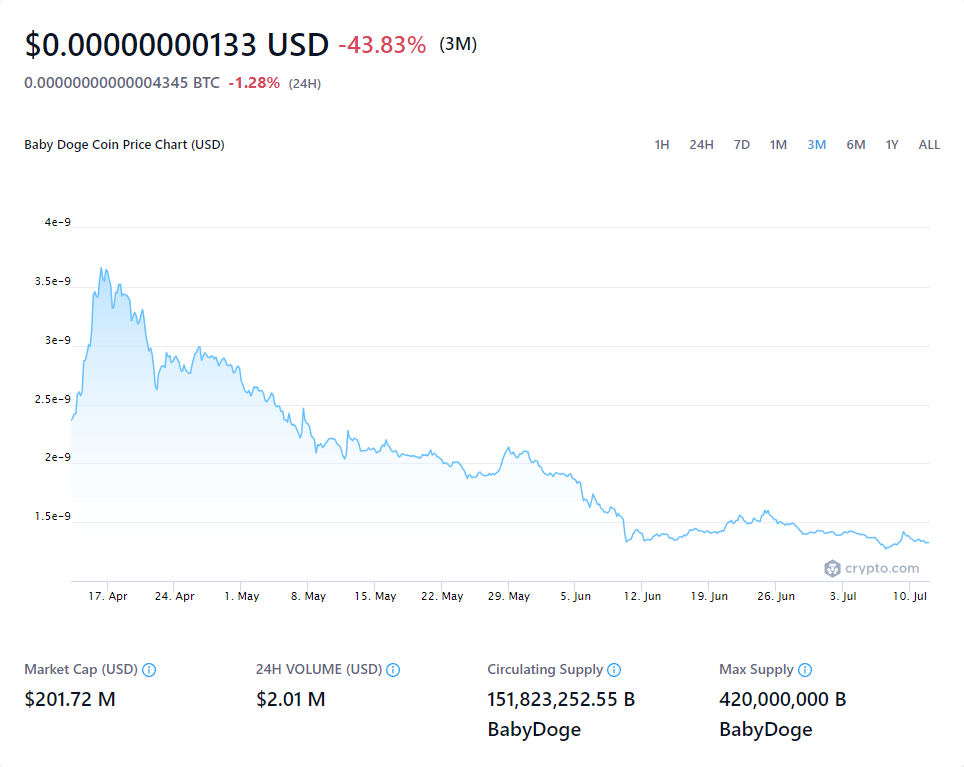 $0.00000000133 USD -43.83% (3M)
0.00000000000004345 BTC -1.28% (24H)
Baby Doge Coin Price Chart (USD) 1H 24H 7D 1M 3M 6M 1Y ALL
4e-9
3.5e-9
3e-9
2.5e-9
2e-9
1.5e-9
crypto.com
17. Apr 24. Apr 1. May 8. May 15. May 22. May 29. May 5. Jun 12. Jun 19. Jun 26. Jun 3. Jul 10. Jul
Market Cap (USD) 24H VOLUME (USD) Circulating Supply Max Supply
$201.72 M $2.01 M 151,823,252.55 B 420,000,000 B
BabyDoge BabyDoge